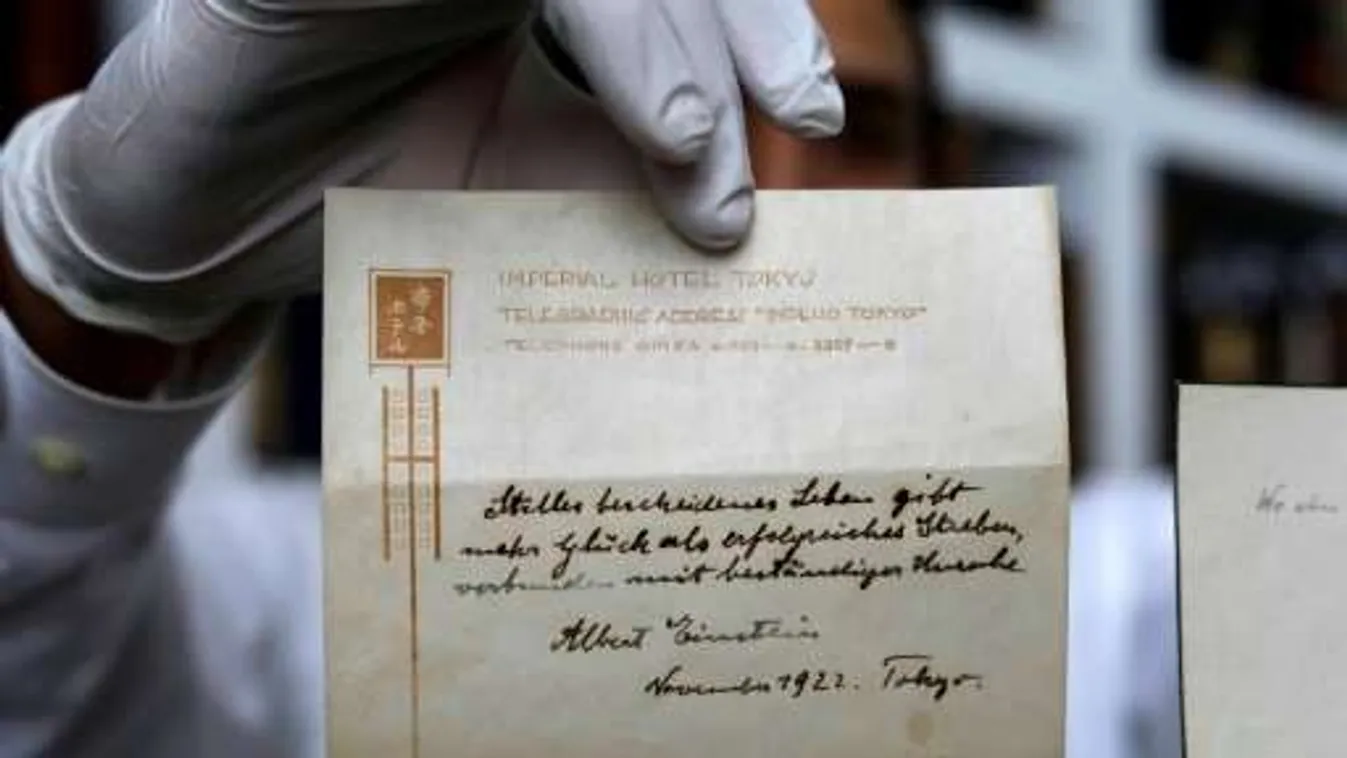 IMPERIAL HOTEL TOKYO
TELEGRAPHIC ADDRESS TOKYO"
TELEPHONE
Stilles bescheidenes Leben gibt
mehr Glück als erfolgreiches Streben,
verbunden mit beständiger Unruhe
Albert Einstein
November 1922. Tokyo.